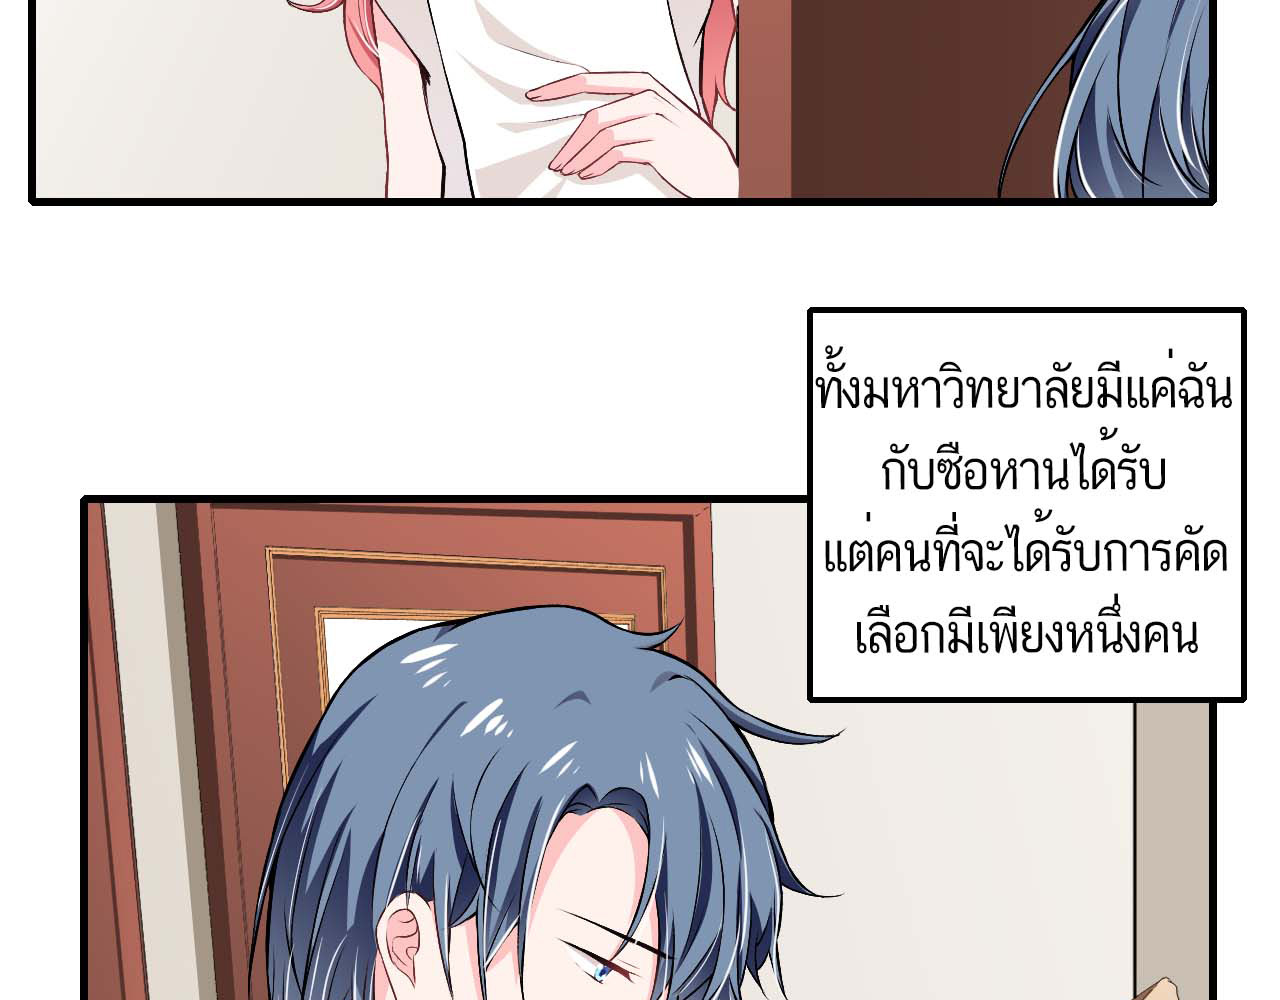 ทั้งมหาวิทยาลัยมีแค่ฉัน
กับซือหานได้รับ
แต่คนที่จะได้รับการคัด
เลือกมีเพียงหนึ่งคน